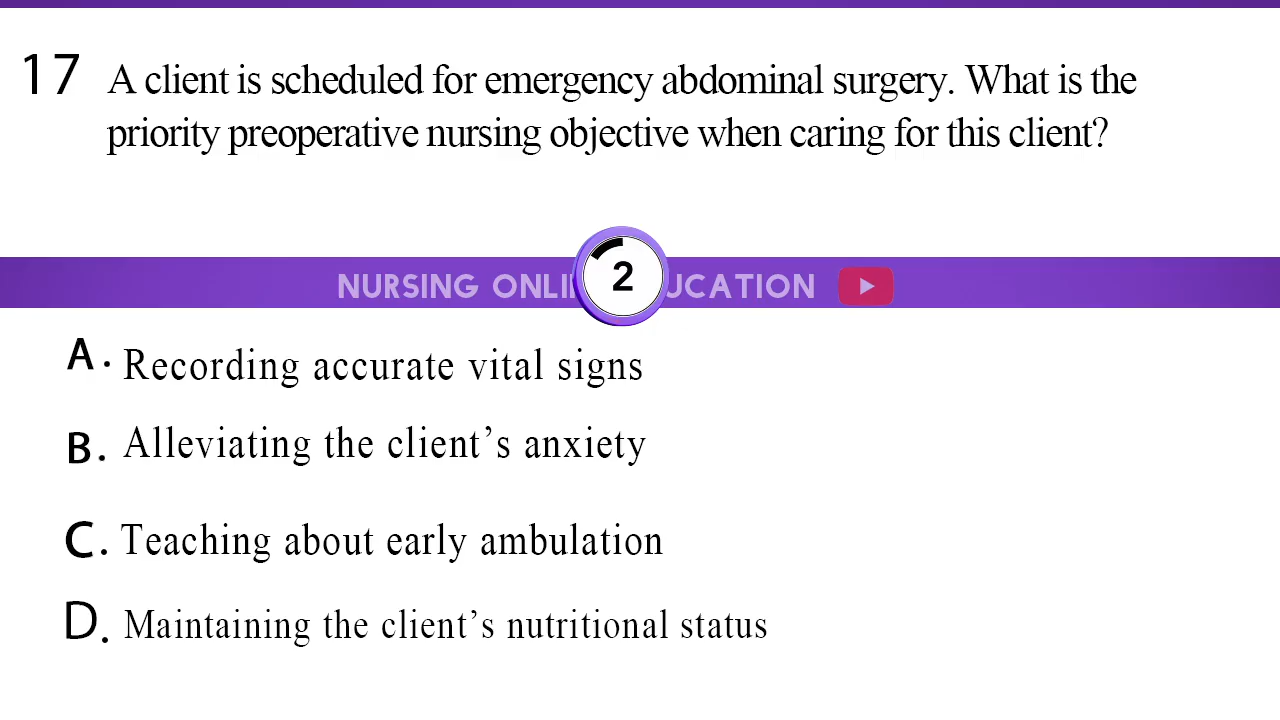 17 A client is scheduled for emergency abdominal surgery. What is the
priority preoperative nursing objective when caring for this client?
NURSING ONLI
2
UCATION
A. Recording accurate vital signs
B. Alleviating the client’s anxiety
C. Teaching about early ambulation
D. Maintaining the client’s nutritional status